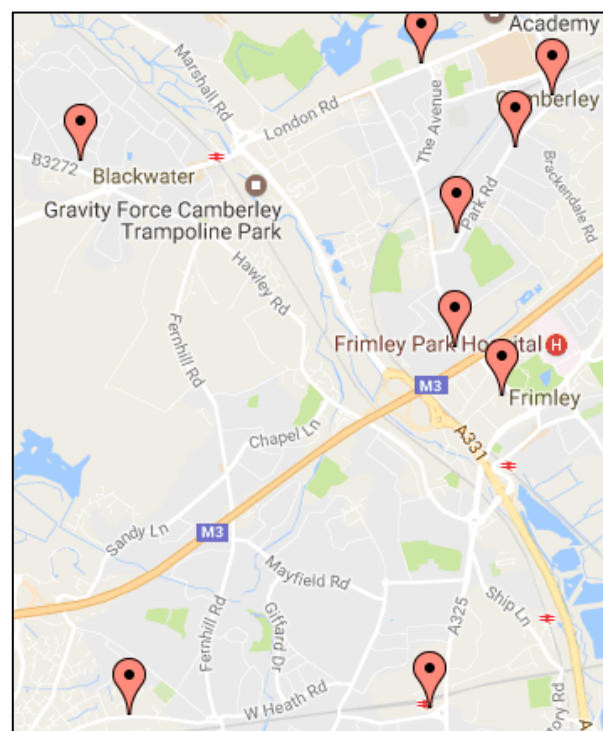 Academy
Marshall Rd
London Rd
Camberley
The Avenue
B3272
Blackwater
Park Rd
Brackendale Rd
Gravity Force Camberley
Trampoline Park
Hawley Rd
Fernhill Rd
Frimley Park Hospital
H
M3
Frimley
Chapel Ln
A331
Sandy Ln
M3
Mayfield Rd
Giffard Dr
Fernhill Rd
A325
Ship Ln
W Heath Rd
A